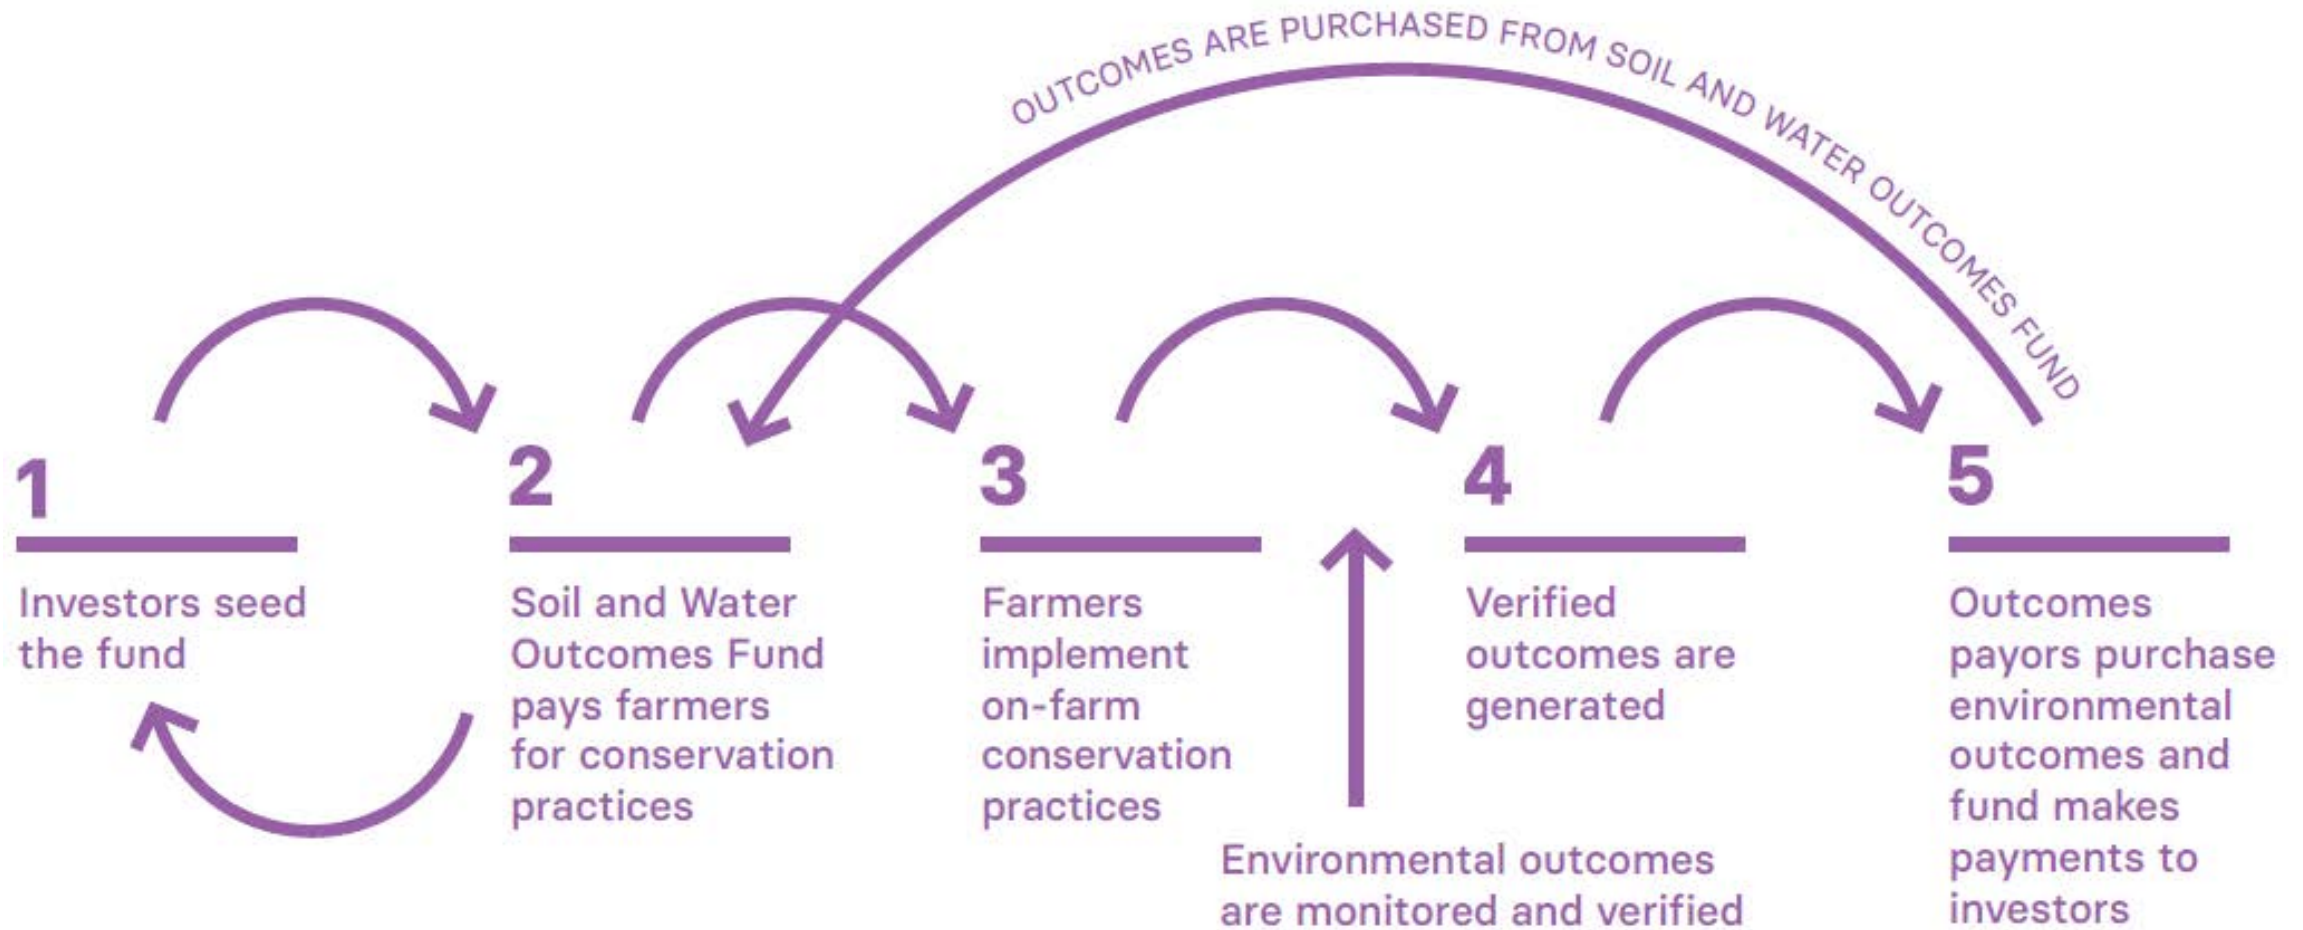 OUTCOMES ARE PURCHASED FROM SOIL AND WATER OUTCOMES FUND
1
Investors seed
the fund
2
Soil and Water
Outcomes Fund
pays farmers
for conservation
practices
3
Farmers
implement
on-farm
conservation
practices
Environmental outcomes
are monitored and verified
4
Verified
outcomes are
generated
5
Outcomes
payors purchase
environmental
outcomes and
fund makes
payments to
investors